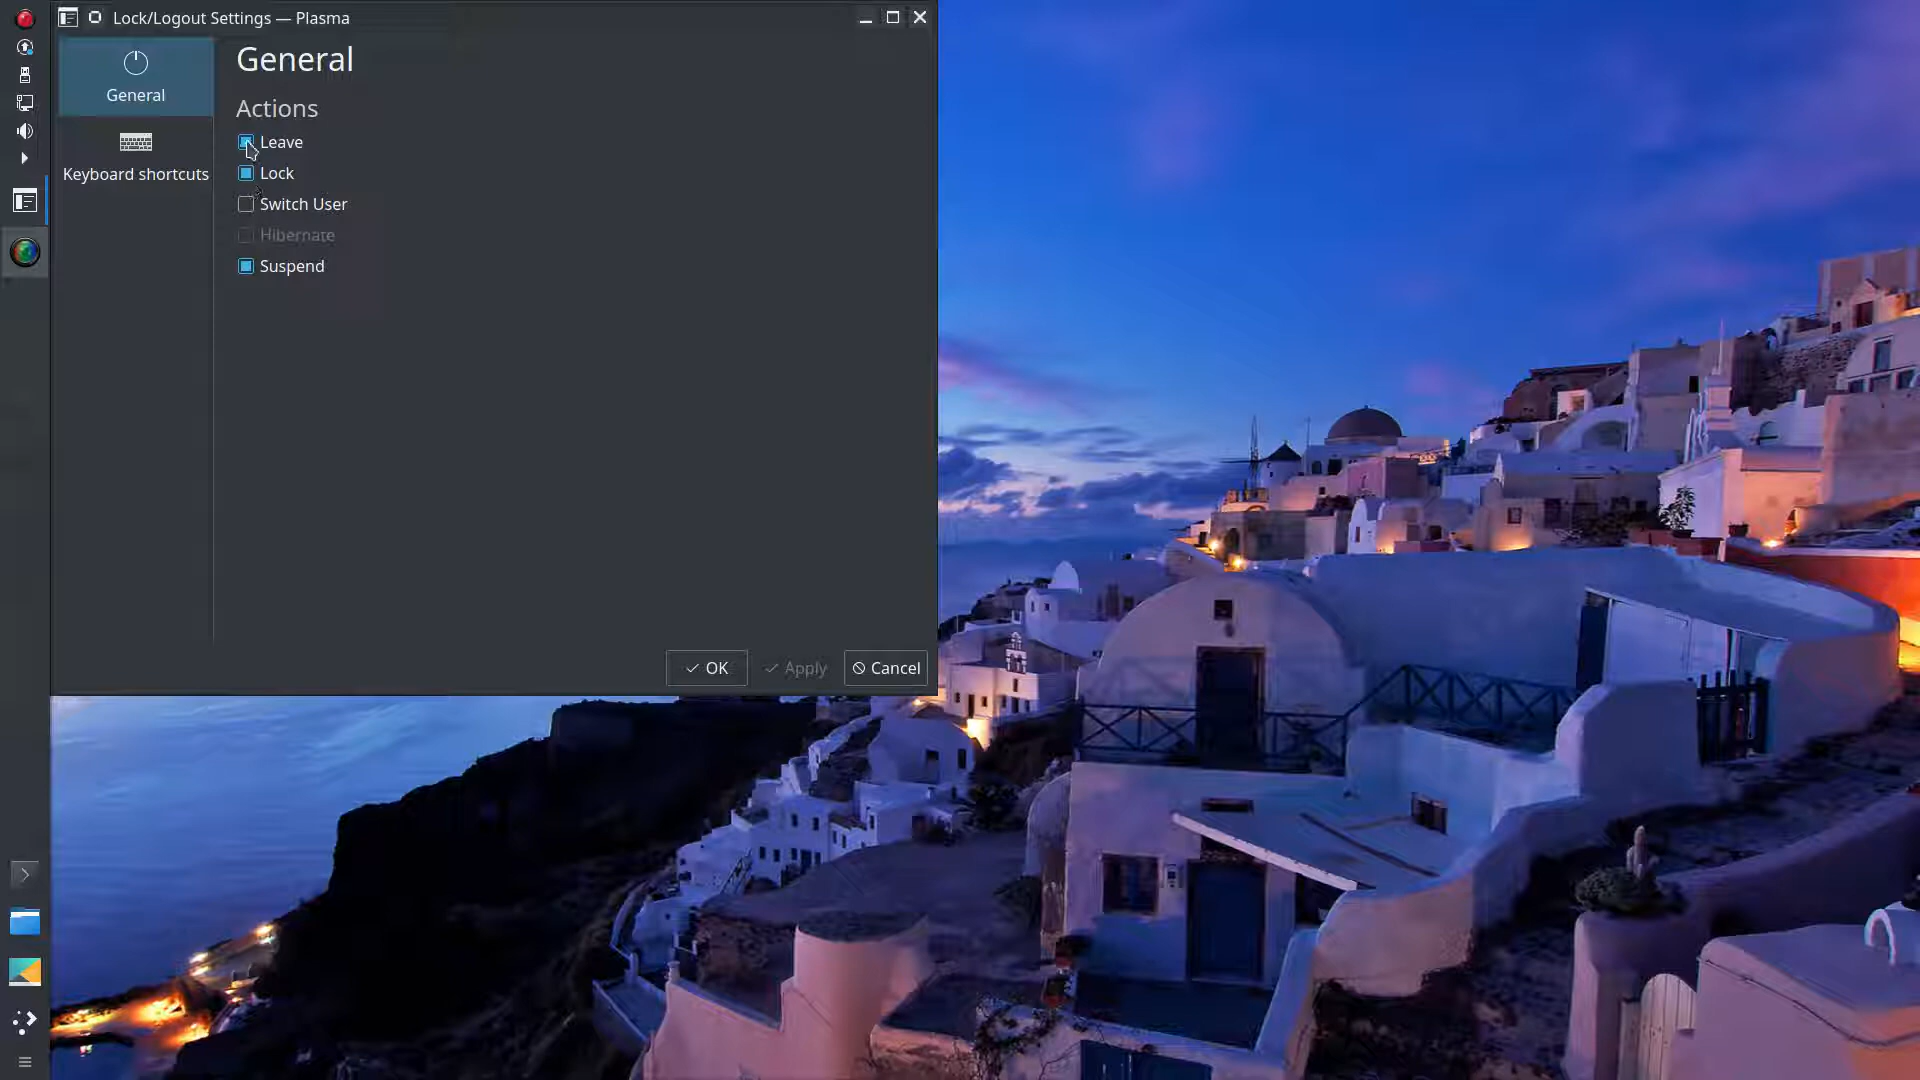 Lock/Logout Settings — Plasma
General
General
Keyboard shortcuts
Actions
Leave
Lock
Switch User
Hibernate
Suspend
OK
Apply
Cancel